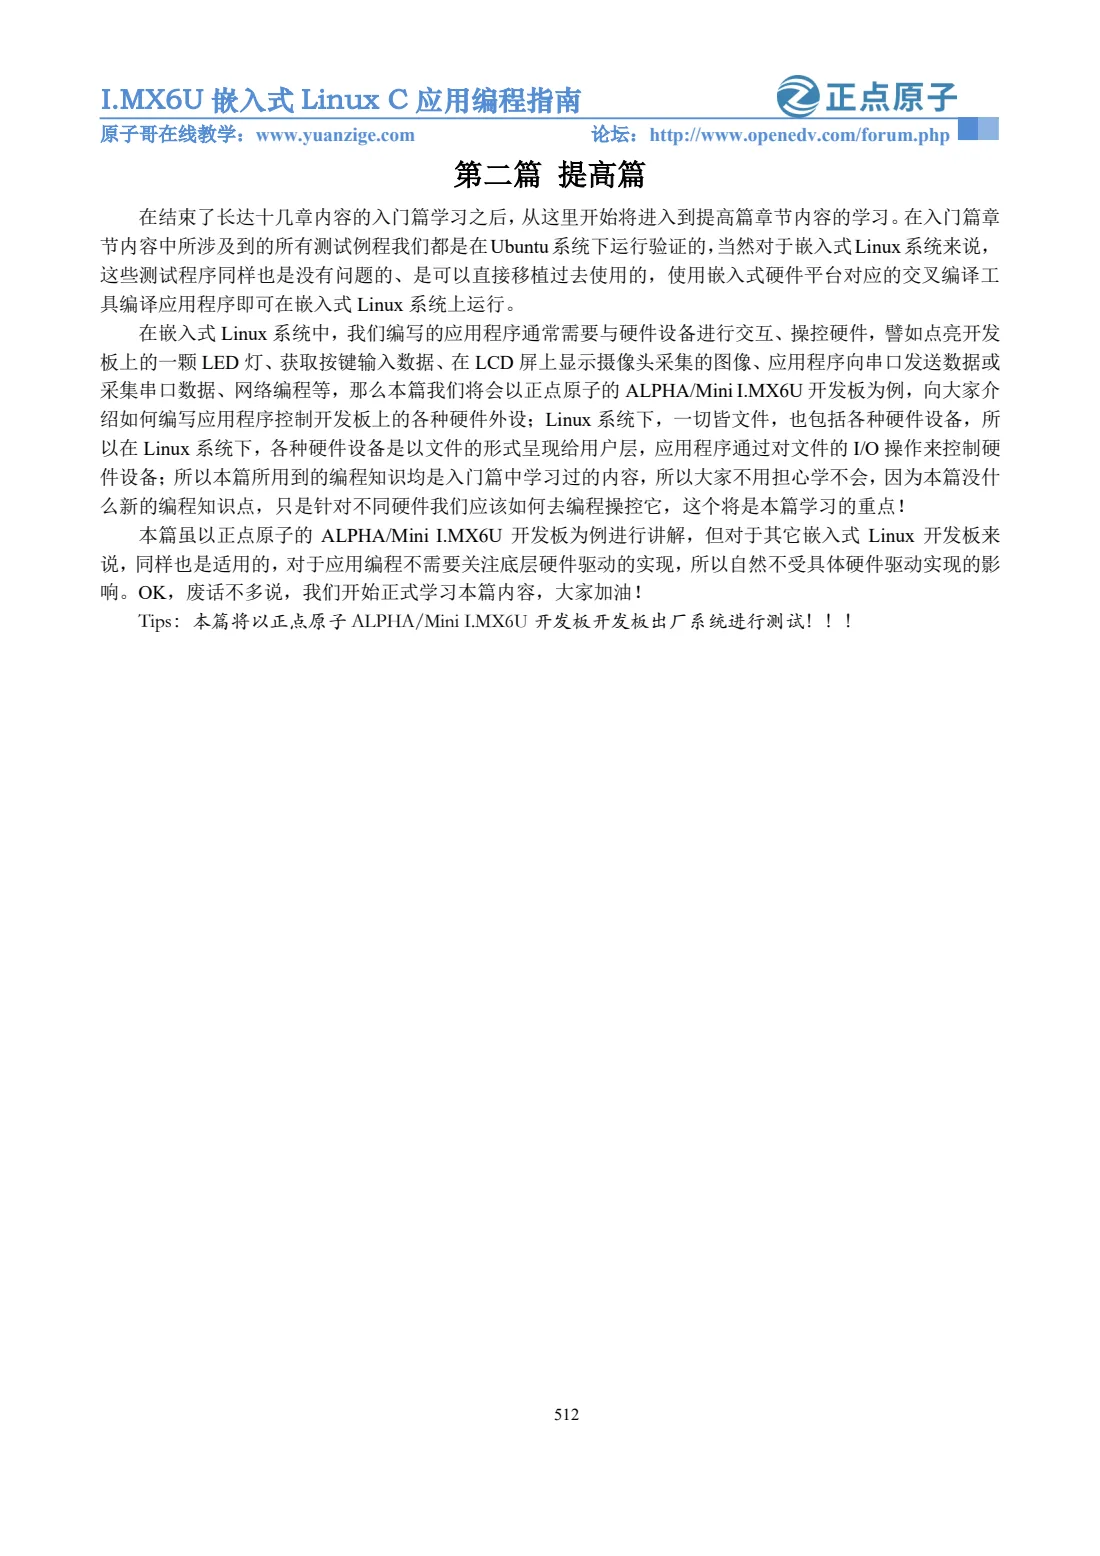 I.MX6U 嵌入式 Linux C 应用编程指南
正点原子
原子哥在线教学：www.yuanzige.com
论坛：http://www.openedv.com/forum.php
第二篇 提高篇
在结束了长达十几章内容的入门篇学习之后，从这里开始将进入到提高篇章节内容的学习。在入门篇章
节内容中所涉及到的所有测试例程我们都是在 Ubuntu 系统下运行验证的，当然对于嵌入式 Linux 系统来说，
这些测试程序同样也是没有问题的、是可以直接移植过去使用的，使用嵌入式硬件平台对应的交叉编译工
具编译应用程序即可在嵌入式 Linux 系统上运行。
在嵌入式 Linux 系统中，我们编写的应用程序通常需要与硬件设备进行交互、操控硬件，譬如点亮开发
板上的一颗 LED 灯、获取按键输入数据、在 LCD 屏上显示摄像头采集的图像、应用程序向串口发送数据或
采集串口数据、网络编程等，那么本篇我们将会以正点原子的 ALPHA/Mini I.MX6U 开发板为例，向大家介
绍如何编写应用程序控制开发板上的各种硬件外设；Linux 系统下，一切皆文件，也包括各种硬件设备，所
以在 Linux 系统下，各种硬件设备是以文件的形式呈现给用户层，应用程序通过对文件的 I/O 操作来控制硬
件设备；所以本篇所用到的编程知识均是入门篇中学习过的内容，所以大家不用担心学不会，因为本篇没什
么新的编程知识点，只是针对不同硬件我们应该如何去编程操控它，这个将是本篇学习的重点！
本篇虽以正点原子的 ALPHA/Mini I.MX6U 开发板为例进行讲解，但对于其它嵌入式 Linux 开发板来
说，同样也是适用的，对于应用编程不需要关注底层硬件驱动的实现，所以自然不受具体硬件驱动实现的影
响。OK，废话不多说，我们开始正式学习本篇内容，大家加油！
Tips：本篇将以正点原子 ALPHA/Mini I.MX6U 开发板开发板出厂系统进行测试！！！
512